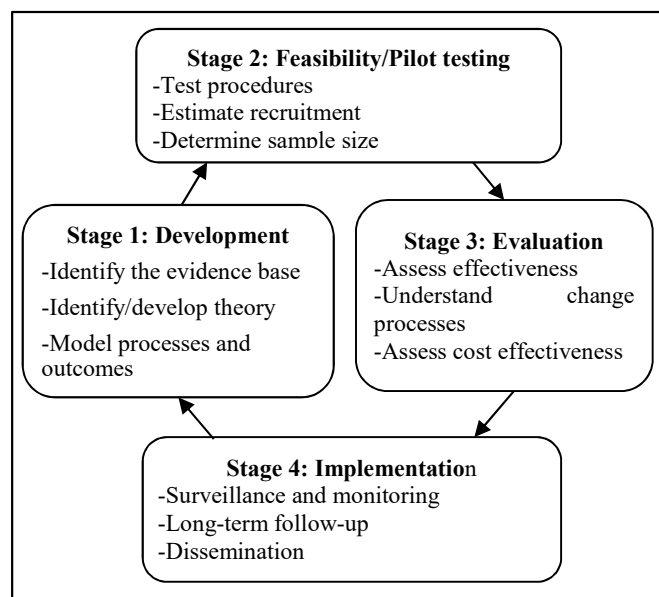 Stage 2: Feasibility/Pilot testing
-Test procedures
-Estimate recruitment
-Determine sample size
Stage 1: Development
-Identify the evidence base
-Identify/develop theory
-Model processes and
outcomes
Stage 3: Evaluation
-Assess effectiveness
-Understand change
processes
-Assess cost effectiveness
Stage 4: Implementation
-Surveillance and monitoring
-Long-term follow-up
-Dissemination